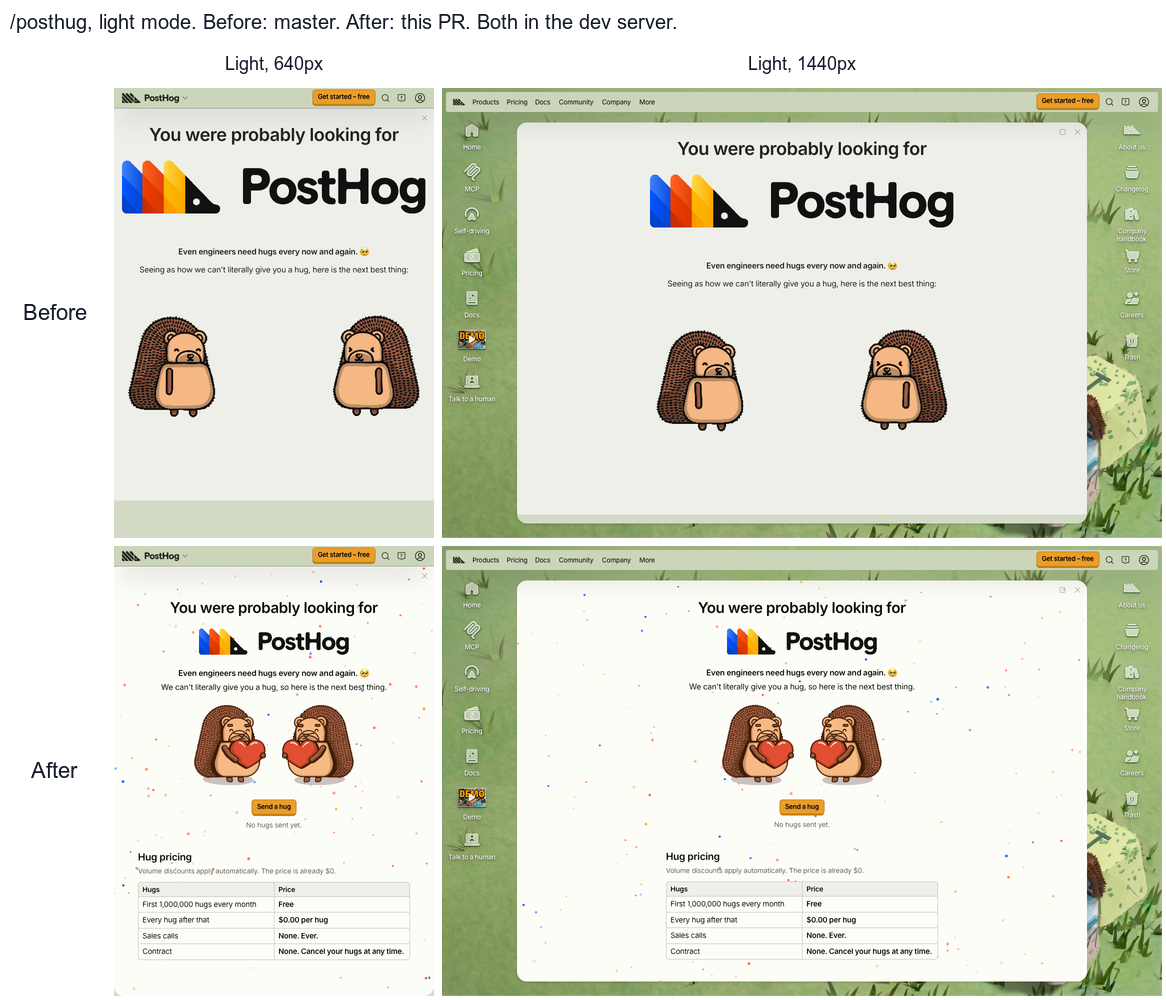 /posthug, light mode. Before: master. After: this PR. Both in the dev server.
Light, 640px
Light, 1440px
Before
PostHog
Get started – free
You were probably looking for
PostHog
Even engineers need hugs every now and again. 🥹
Seeing as how we can't literally give you a hug, here is the next best thing:
Products Pricing Docs Community Company More
Get started – free
Home
MCP
Self-driving
Pricing
Docs
DEMO
Demo
Talk to a human
You were probably looking for
PostHog
Even engineers need hugs every now and again. 🥹
Seeing as how we can't literally give you a hug, here is the next best thing:
About us
Changelog
Company
handbook
Store
Careers
Trash
After
PostHog
Get started – free
You were probably looking for
PostHog
Even engineers need hugs every now and again. 🥹
We can't literally give you a hug, so here is the next best thing.
Send a hug
No hugs sent yet.
Hug pricing
Volume discounts apply automatically. The price is already $0.
Hugs Price
First 1,000,000 hugs every month Free
Every hug after that $0.00 per hug
Sales calls None. Ever.
Contract None. Cancel your hugs at any time.
Products Pricing Docs Community Company More
Get started – free
Home
MCP
Self-driving
Pricing
Docs
DEMO
Demo
Talk to a human
You were probably looking for
PostHog
Even engineers need hugs every now and again. 🥹
We can't literally give you a hug, so here is the next best thing.
Send a hug
No hugs sent yet.
Hug pricing
Volume discounts apply automatically. The price is already $0.
Hugs Price
First 1,000,000 hugs every month Free
Every hug after that $0.00 per hug
Sales calls None. Ever.
Contract None. Cancel your hugs at any time.
About us
Changelog
Company
handbook
Store
Careers
Trash